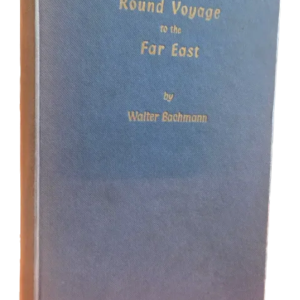 Round Voyage
to the
Far East
by
Walter Bachmann